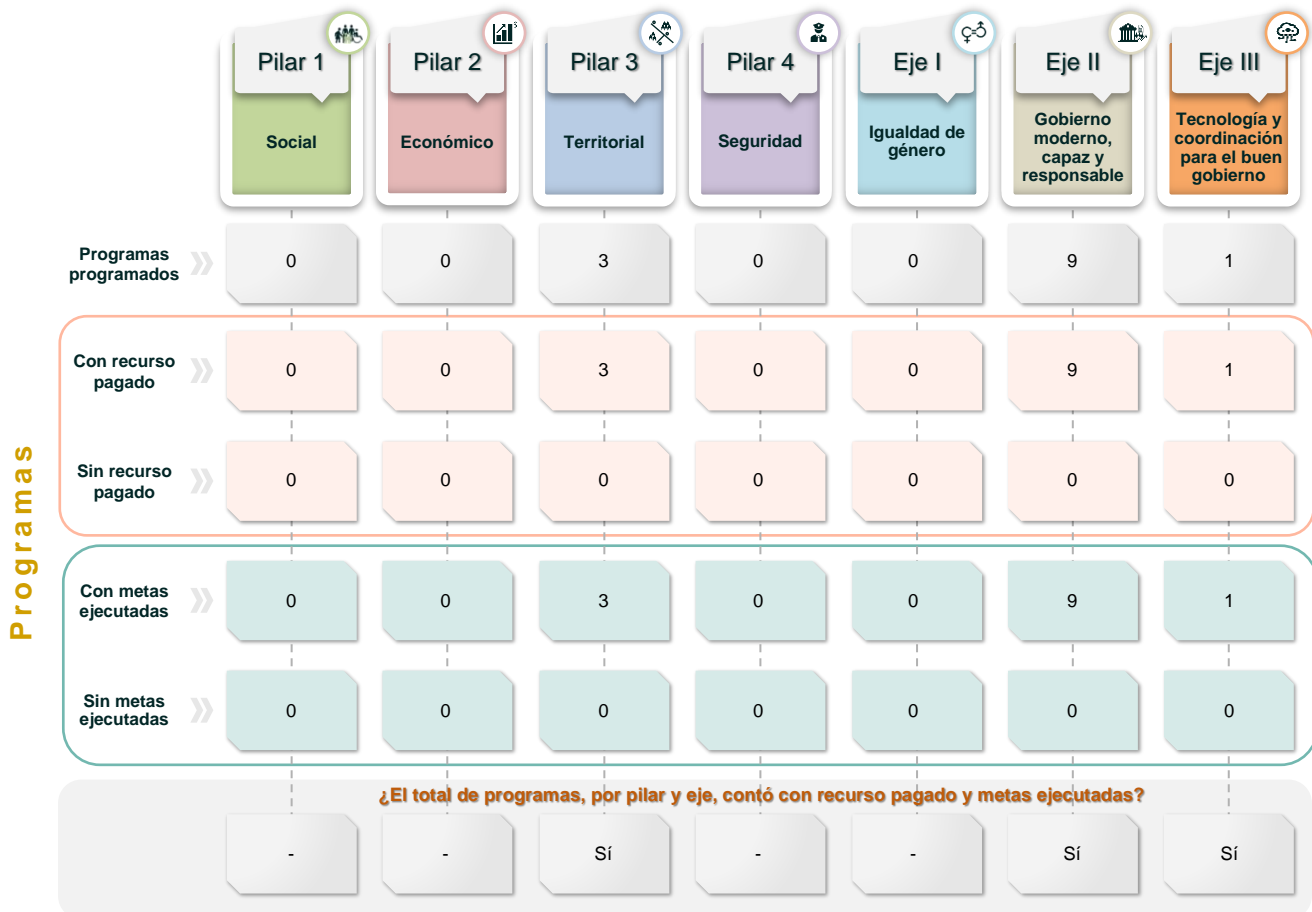 Pilar 1
Pilar 2
Pilar 3
Pilar 4
Eje I
Eje II
Eje III
Social
Económico
Territorial
Seguridad
Igualdad de
género
Gobierno
moderno,
capaz y
responsable
Tecnología y
coordinación
para el buen
gobierno
Programas
Programas
programados
0
0
3
0
0
9
1
Con recurso
pagado
0
0
3
0
0
9
1
Sin recurso
pagado
0
0
0
0
0
0
0
Con metas
ejecutadas
0
0
3
0
0
9
1
Sin metas
ejecutadas
0
0
0
0
0
0
0
¿El total de programas, por pilar y eje, contó con recurso pagado y metas ejecutadas?
-
-
Sí
-
-
Sí
Sí